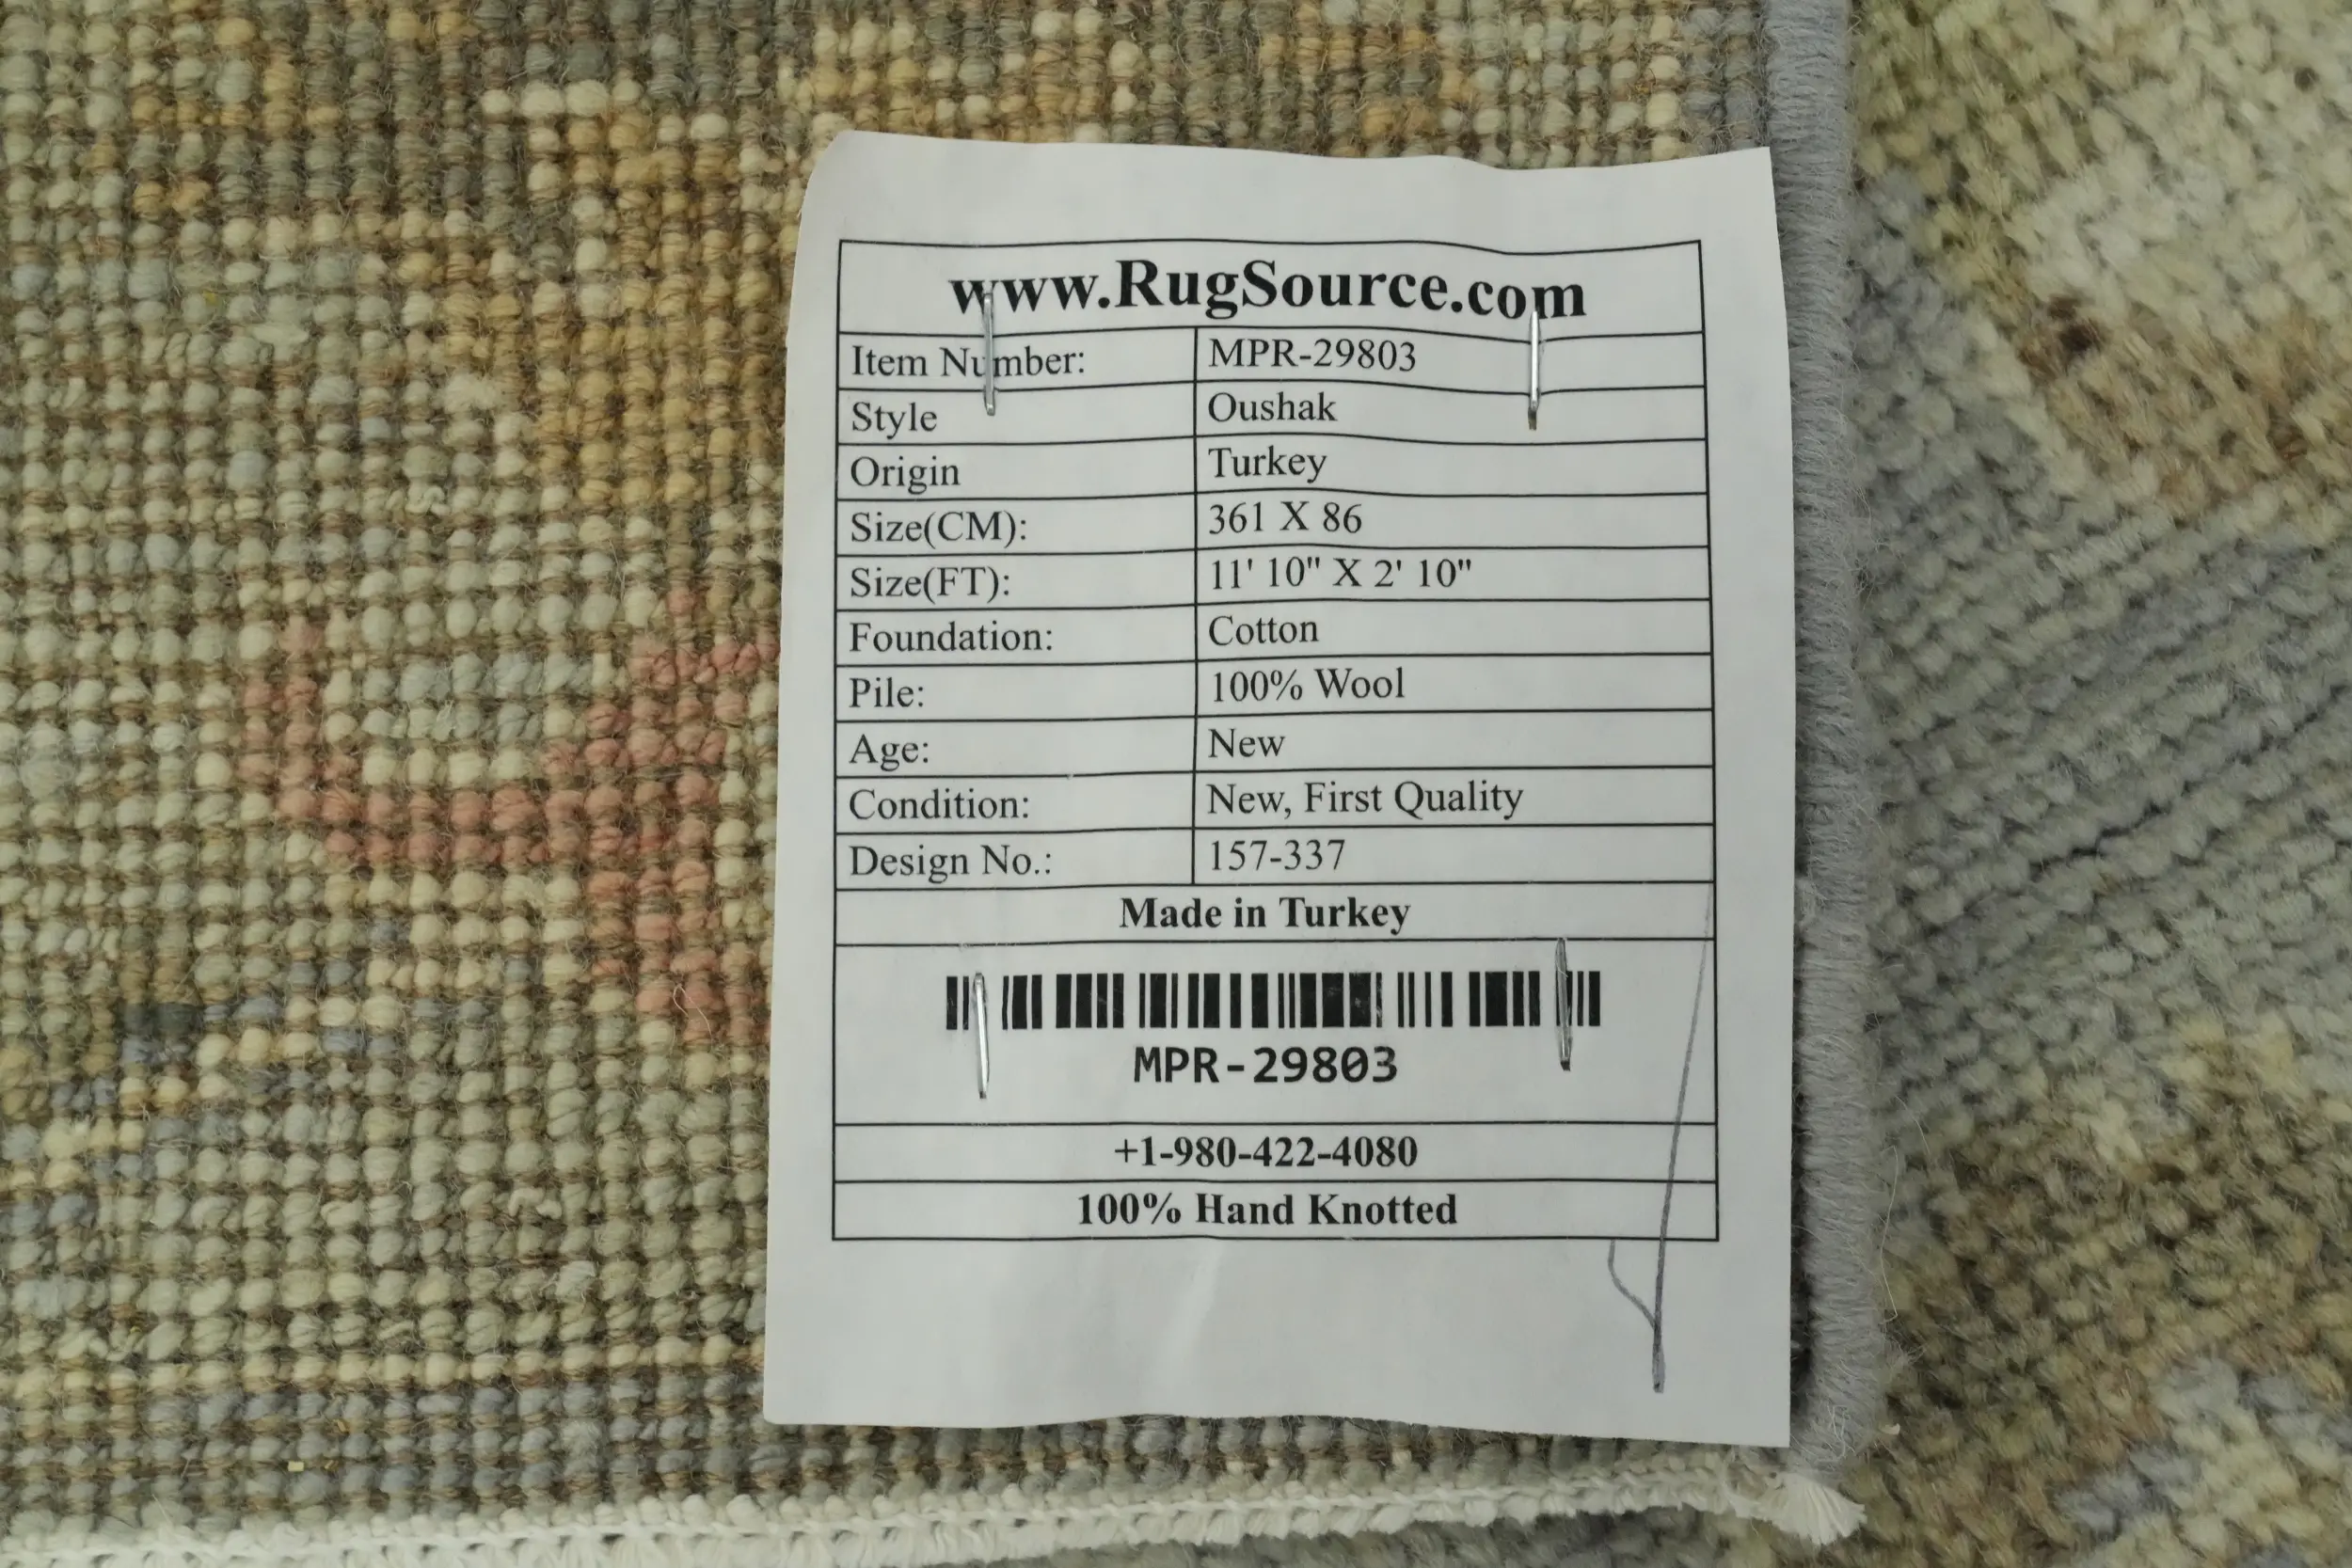 www.RugSource.com
Item Number: MPR-29803
Style Oushak
Origin Turkey
Size(CM): 361 X 86
Size(FT): 11' 10" X 2' 10"
Foundation: Cotton
Pile: 100% Wool
Age: New
Condition: New, First Quality
Design No.: 157-337
Made in Turkey
MPR-29803
+1-980-422-4080
100% Hand Knotted